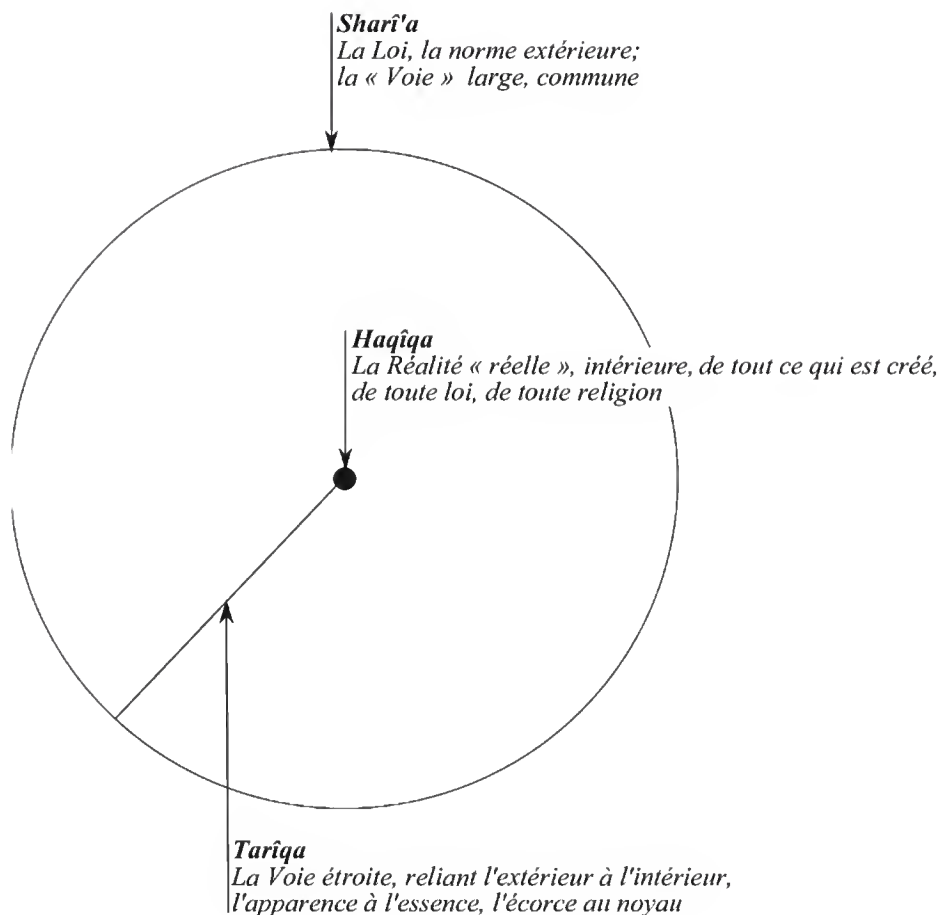 Sharî'a
La Loi, la norme extérieure;
la « Voie » large, commune
Haqîqa
La Réalité « réelle », intérieure, de tout ce qui est créé,
de toute loi, de toute religion
Tarîqa
La Voie étroite, reliant l'extérieur à l'intérieur,
l'apparence à l'essence, l'écorce au noyau